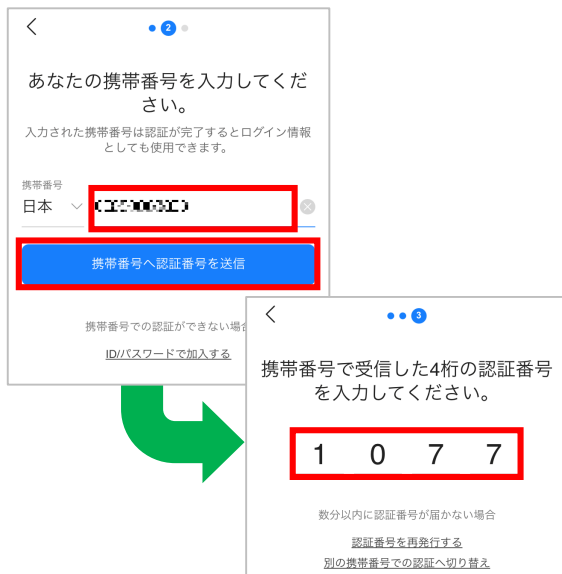 2
あなたの携帯番号を入力してくだ
さい。
入力された携帯番号は認証が完了するとログイン情報
としても使用できます。
携帯番号
日本
携帯番号へ認証番号を送信
携帯番号での認証ができない場合
ID/パスワードで加入する
3
携帯番号で受信した4桁の認証番号
を入力してください。
1 0 7 7
数分以内に認証番号が届かない場合
認証番号を再発行する
別の携帯番号での認証へ切り替え